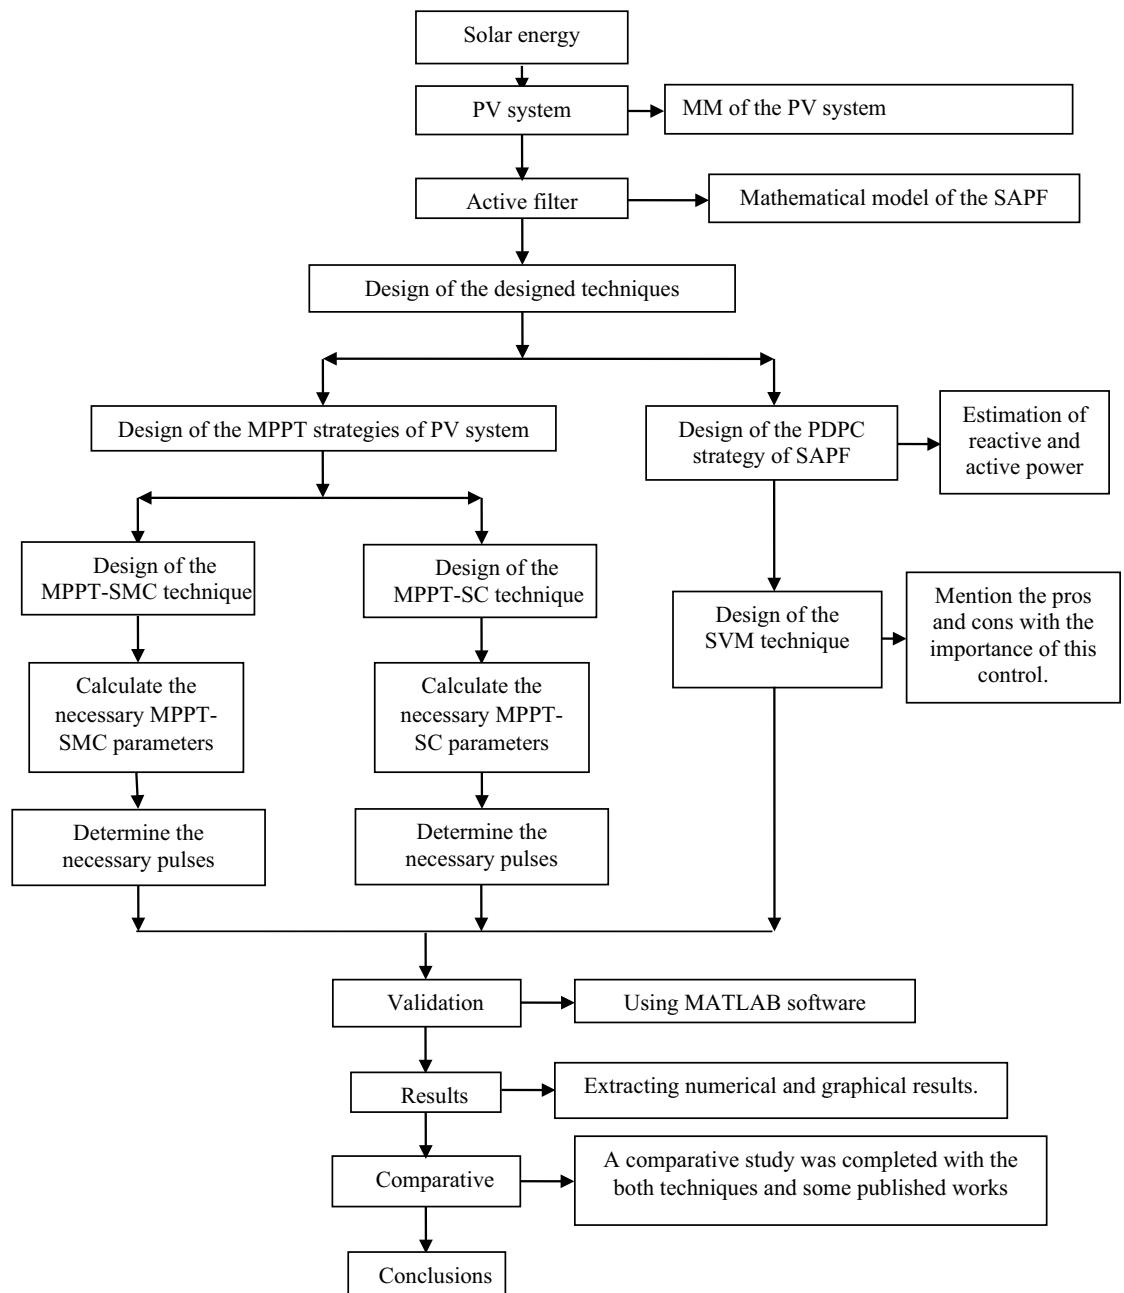 Solar energy
PV system
MM of the PV system
Active filter
Mathematical model of the SAPF
Design of the designed techniques
Design of the MPPT strategies of PV system
Design of the PDPC
strategy of SAPF
Estimation of
reactive and
active power
Design of the
MPPT-SMC technique
Design of the
MPPT-SC technique
Design of the
SVM technique
Mention the pros
and cons with the
importance of this
control.
Calculate the
necessary MPPT-
SMC parameters
Calculate the
necessary MPPT-
SC parameters
Determine the
necessary pulses
Determine the
necessary pulses
Validation
Using MATLAB software
Results
Extracting numerical and graphical results.
Comparative
A comparative study was completed with the
both techniques and some published works
Conclusions